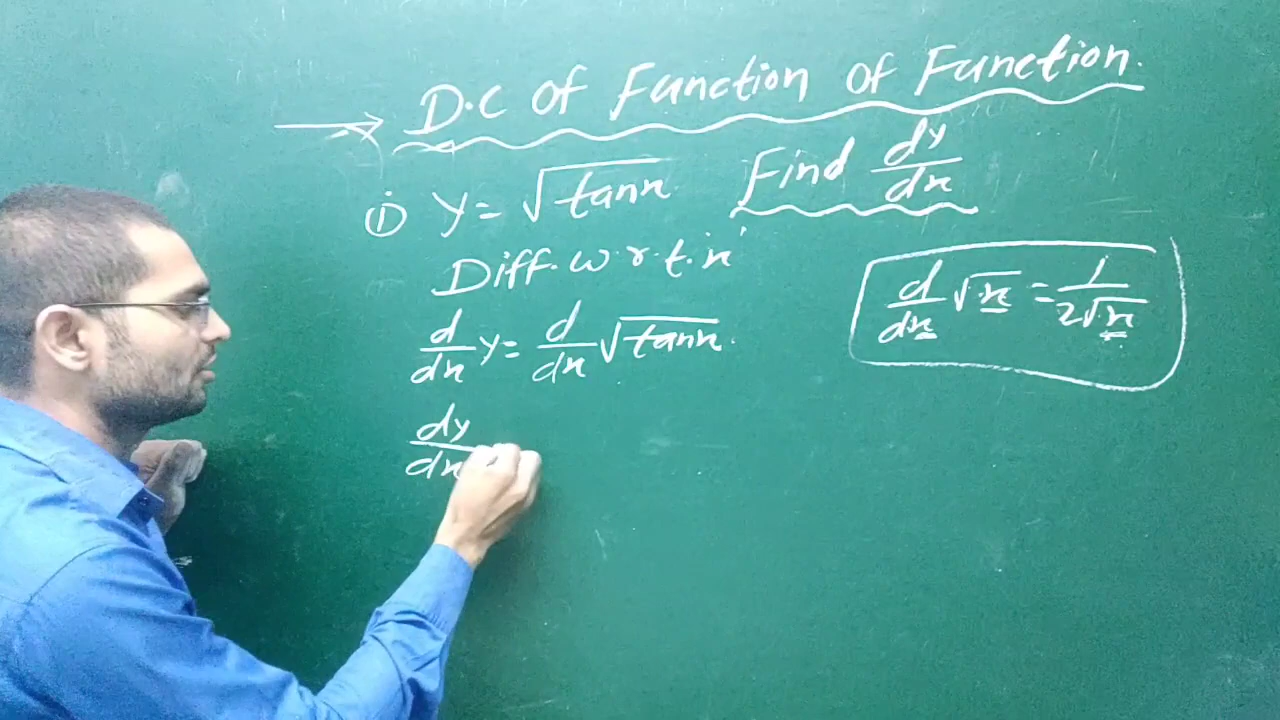 → D.C Of Function Of Function.
① y = √tanx Find dy/dx
Diff. w.r.t. 'x'
d/dx y = d/dx √tanx.
d/dx √x = 1/2√x
dy/dx